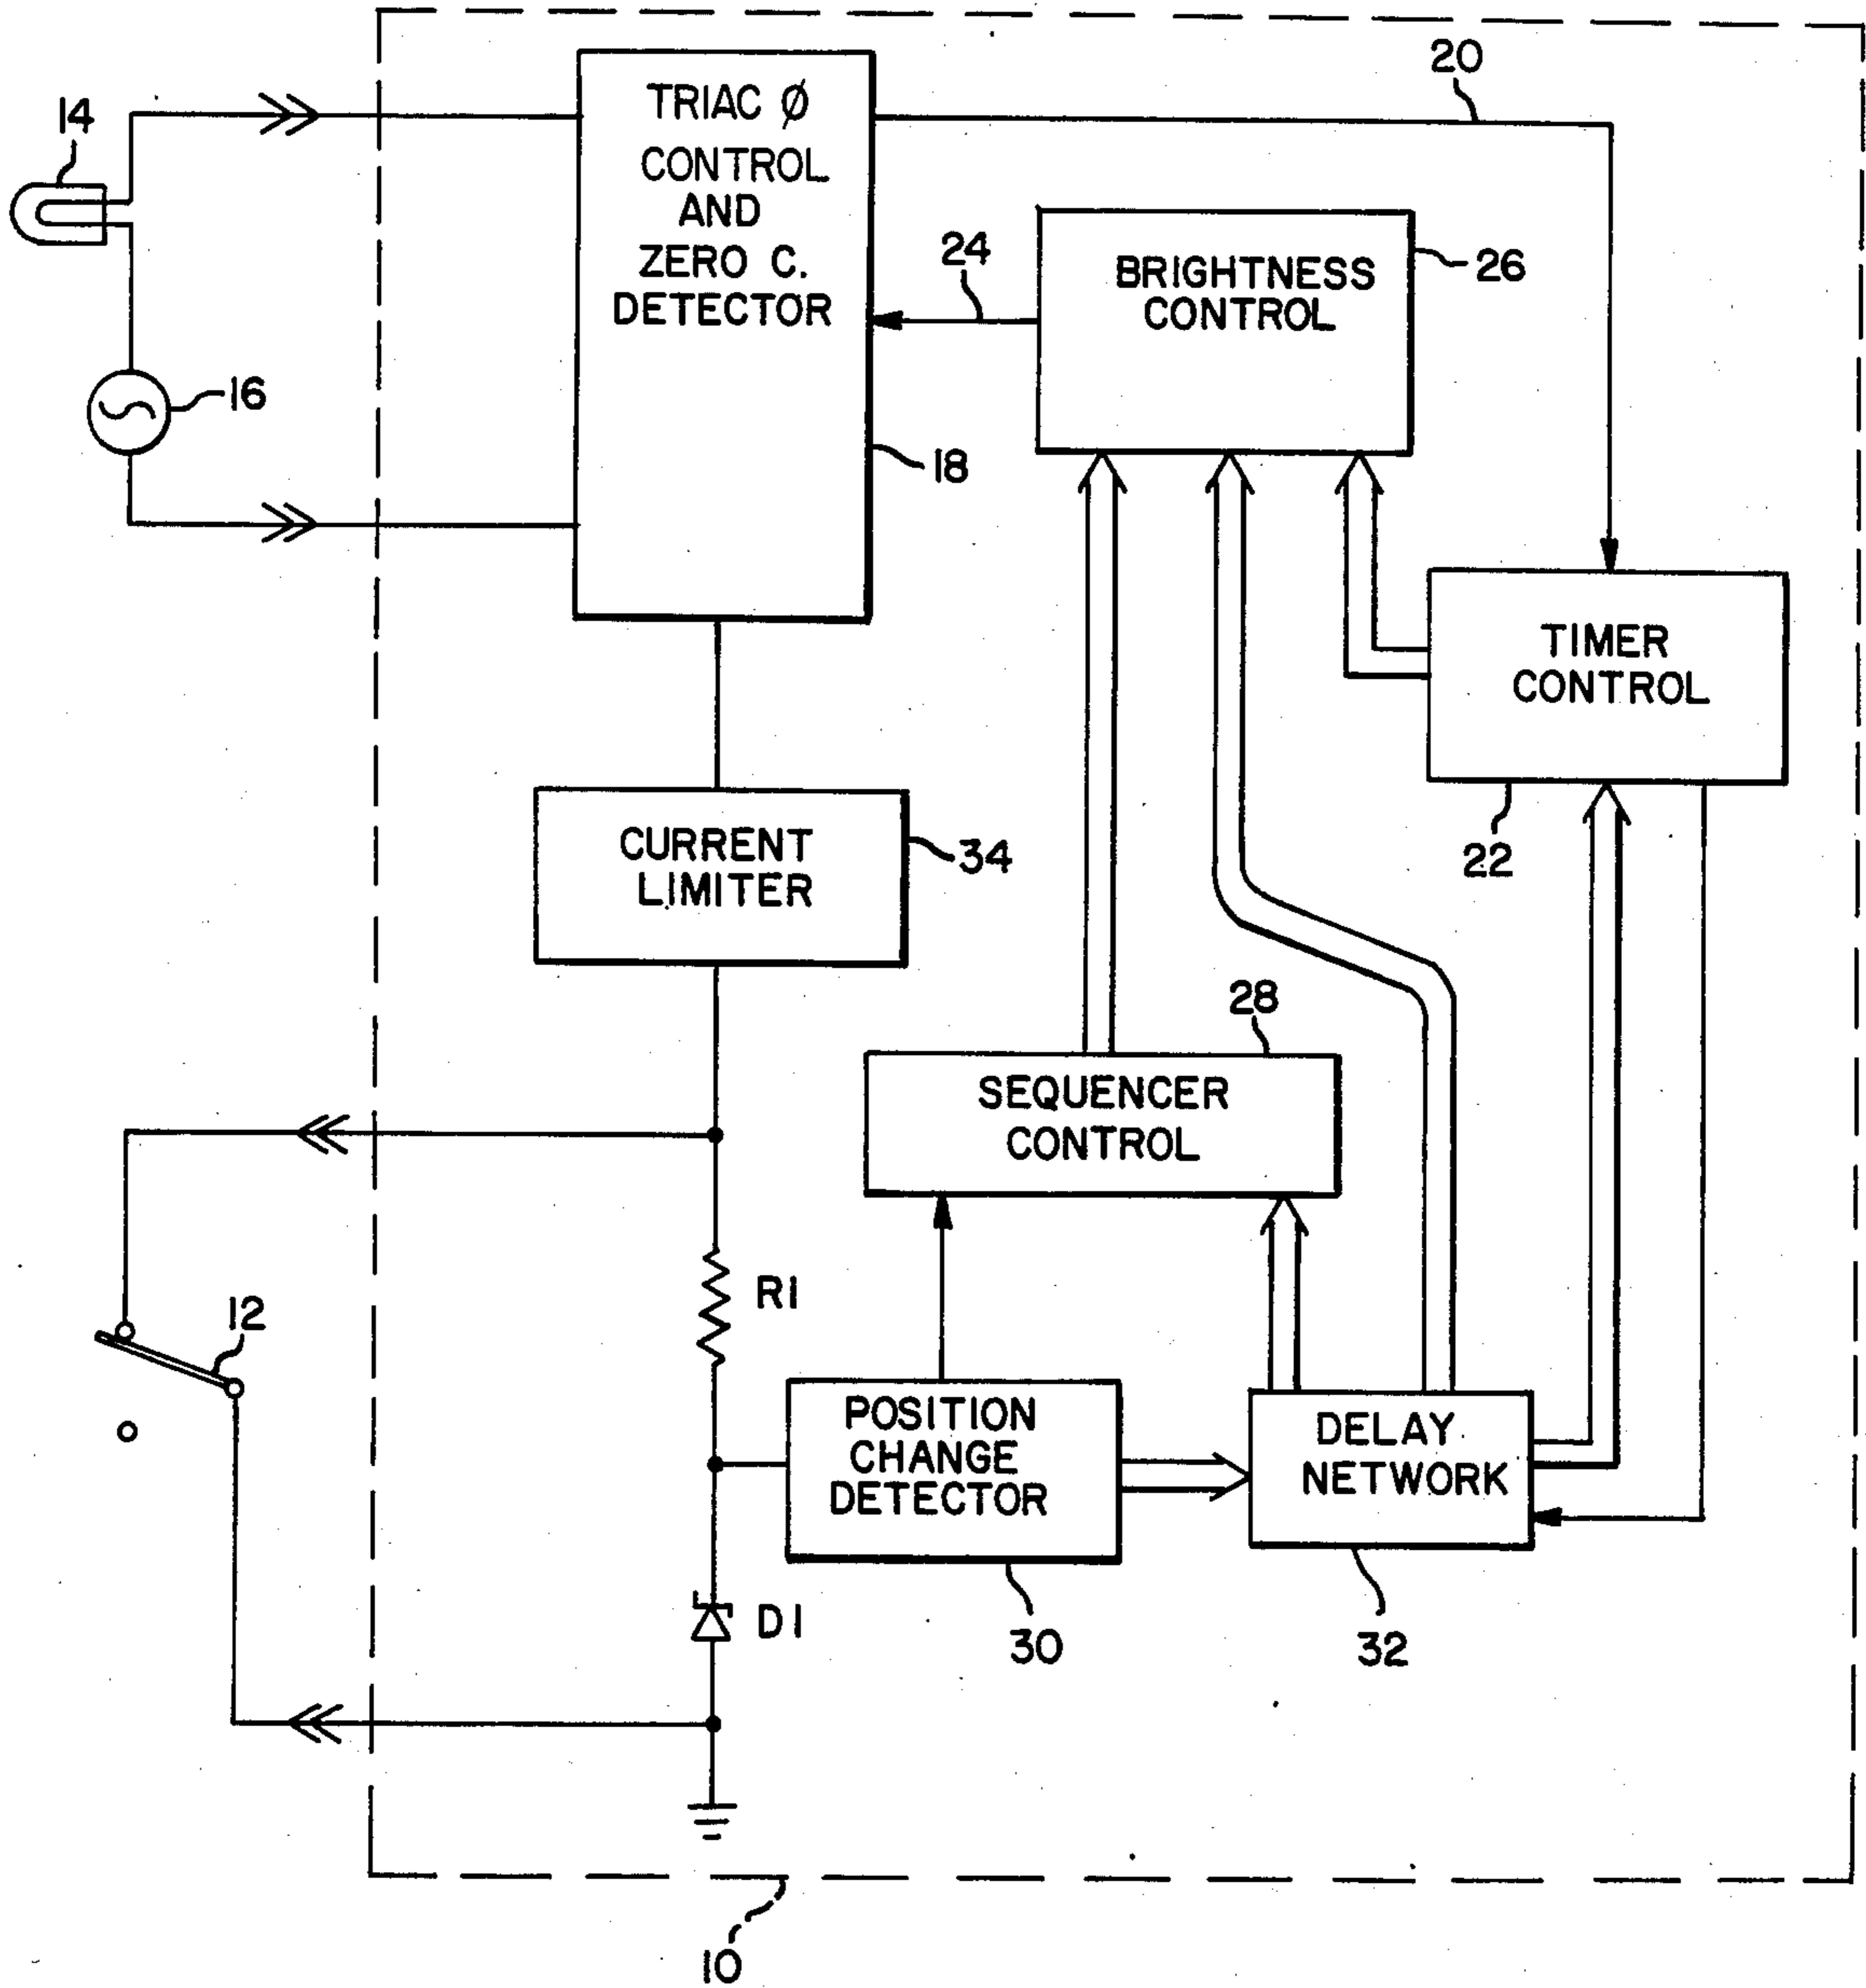 20
14
TRIAC Ø
CONTROL
AND
ZERO C.
DETECTOR
24
BRIGHTNESS
CONTROL
26
16
18
TIMER
CONTROL
22
CURRENT
LIMITER
34
28
SEQUENCER
CONTROL
R1
12
POSITION
CHANGE
DETECTOR
DELAY
NETWORK
D1
30
32
10